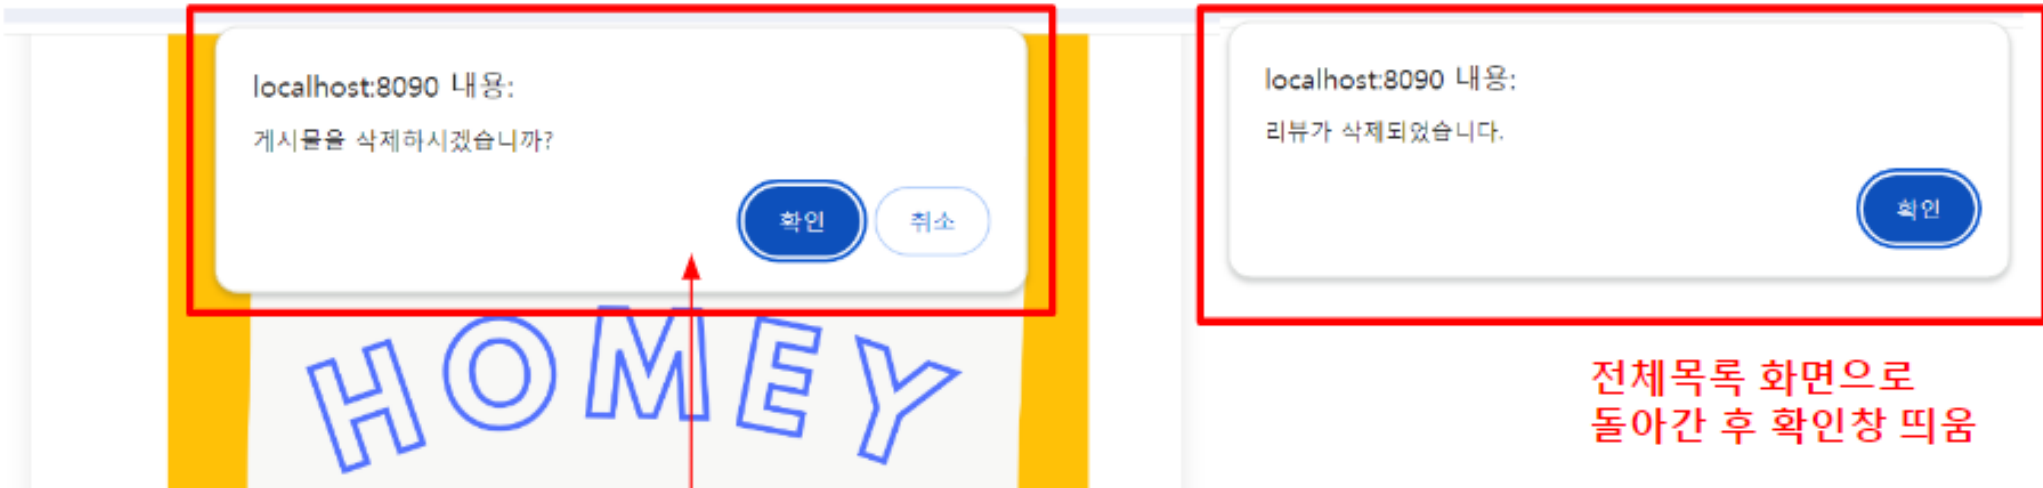 localhost:8090 내용:
게시물을 삭제하시겠습니까?
확인
취소
HOMEY
localhost:8090 내용:
리뷰가 삭제되었습니다.
확인
전체목록 화면으로
돌아간 후 확인창 띄움